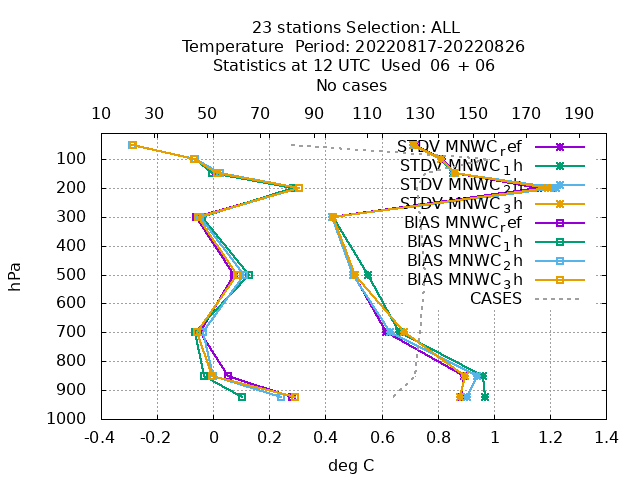 23 stations Selection: ALL
Temperature  Period: 20220817-20220826
Statistics at 12 UTC  Used  06 + 06
No cases
10 30 50 70 90 110 130 150 170 190
STDV MNWC_ref
STDV MNWC_1h
STDV MNWC_2h
STDV MNWC_3h
BIAS MNWC_ref
BIAS MNWC_1h
BIAS MNWC_2h
BIAS MNWC_3h
CASES
hPa
100
200
300
400
500
600
700
800
900
1000
-0.4 -0.2 0 0.2 0.4 0.6 0.8 1 1.2 1.4
deg C